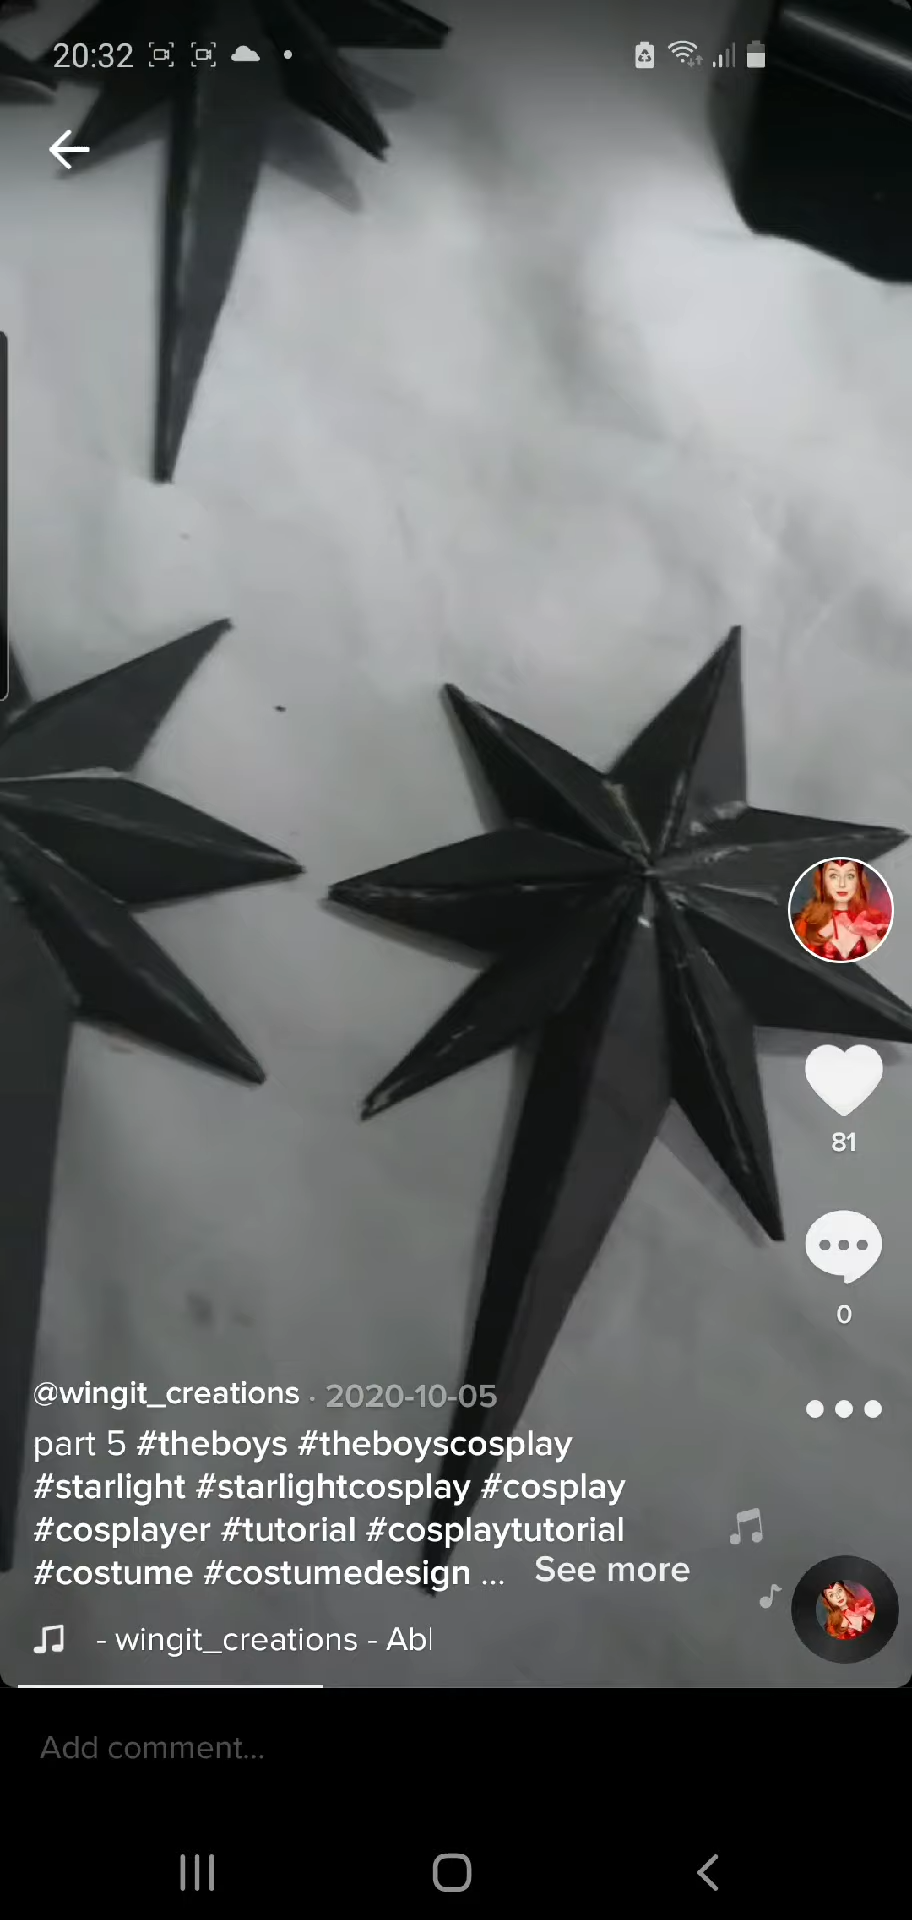 20:32
81
0
@wingit_creations · 2020-10-05
part 5 #theboys #theboyscosplay
#starlight #starlightcosplay #cosplay
#cosplayer #tutorial #cosplaytutorial
#costume #costumedesign ... See more
- wingit_creations - Abl
Add comment...